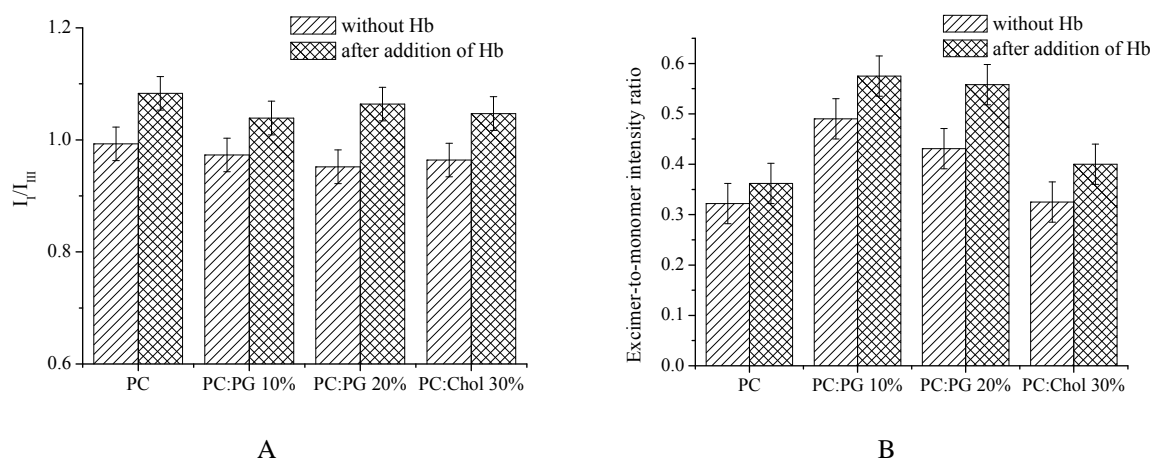 1.2
1.0
0.8
0.6
I_I/I_III
without Hb
after addition of Hb
PC
PC:PG 10%
PC:PG 20%
PC:Chol 30%
A
0.6
0.5
0.4
0.3
0.2
0.1
0.0
Excimer-to-monomer intensity ratio
without Hb
after addition of Hb
PC
PC:PG 10%
PC:PG 20%
PC:Chol 30%
B